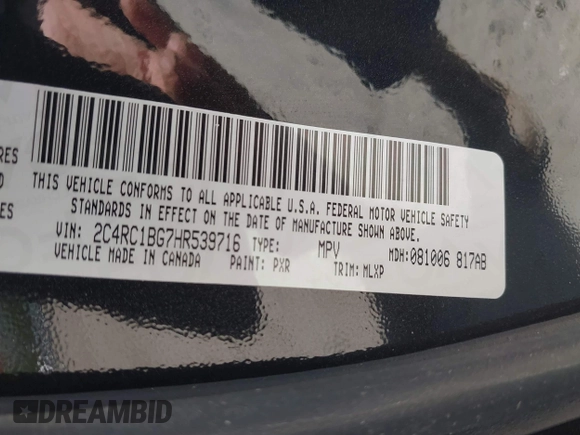 RES
THIS VEHICLE CONFORMS TO ALL APPLICABLE U.S.A. FEDERAL MOTOR VEHICLE SAFETY
STANDARDS IN EFFECT ON THE DATE OF MANUFACTURE SHOWN ABOVE.
VIN: 2C4RC1BG7HR539716 TYPE: MPV MDH:081006 817AB
VEHICLE MADE IN CANADA PAINT: PXR TRIM: MLXP
DREAMBID